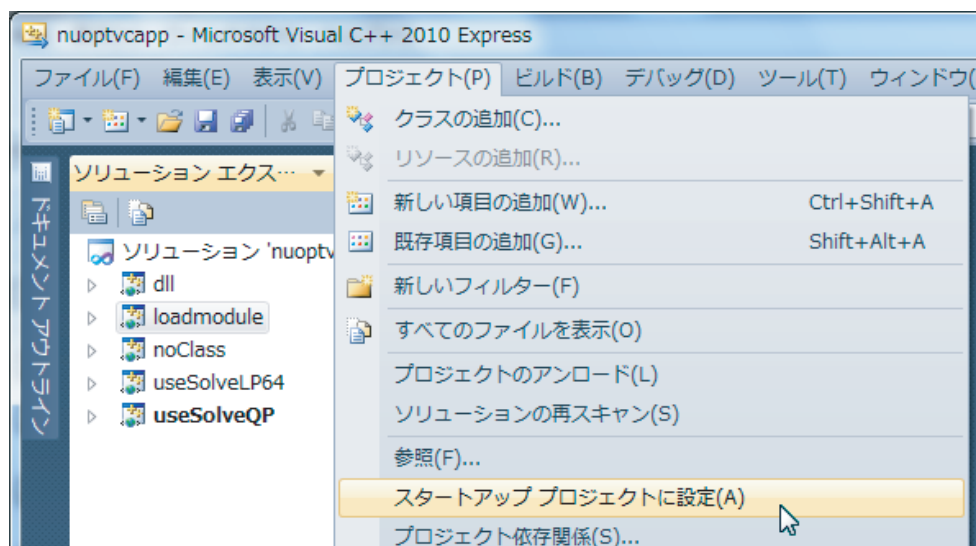 nuoptvcapp - Microsoft Visual C++ 2010 Express
ファイル(F) 編集(E) 表示(V) プロジェクト(P) ビルド(B) デバッグ(D) ツール(T) ウィンドウ(
クラスの追加(C)...
リソースの追加(R)...
新しい項目の追加(W)... Ctrl+Shift+A
既存項目の追加(G)... Shift+Alt+A
新しいフィルター(F)
すべてのファイルを表示(O)
プロジェクトのアンロード(L)
ソリューションの再スキャン(S)
参照(F)...
スタートアップ プロジェクトに設定(A)
プロジェクト依存関係(S)...
ドキュメント アウトライン
ソリューション エクス…
ソリューション 'nuoptv
dll
loadmodule
noClass
useSolveLP64
useSolveQP